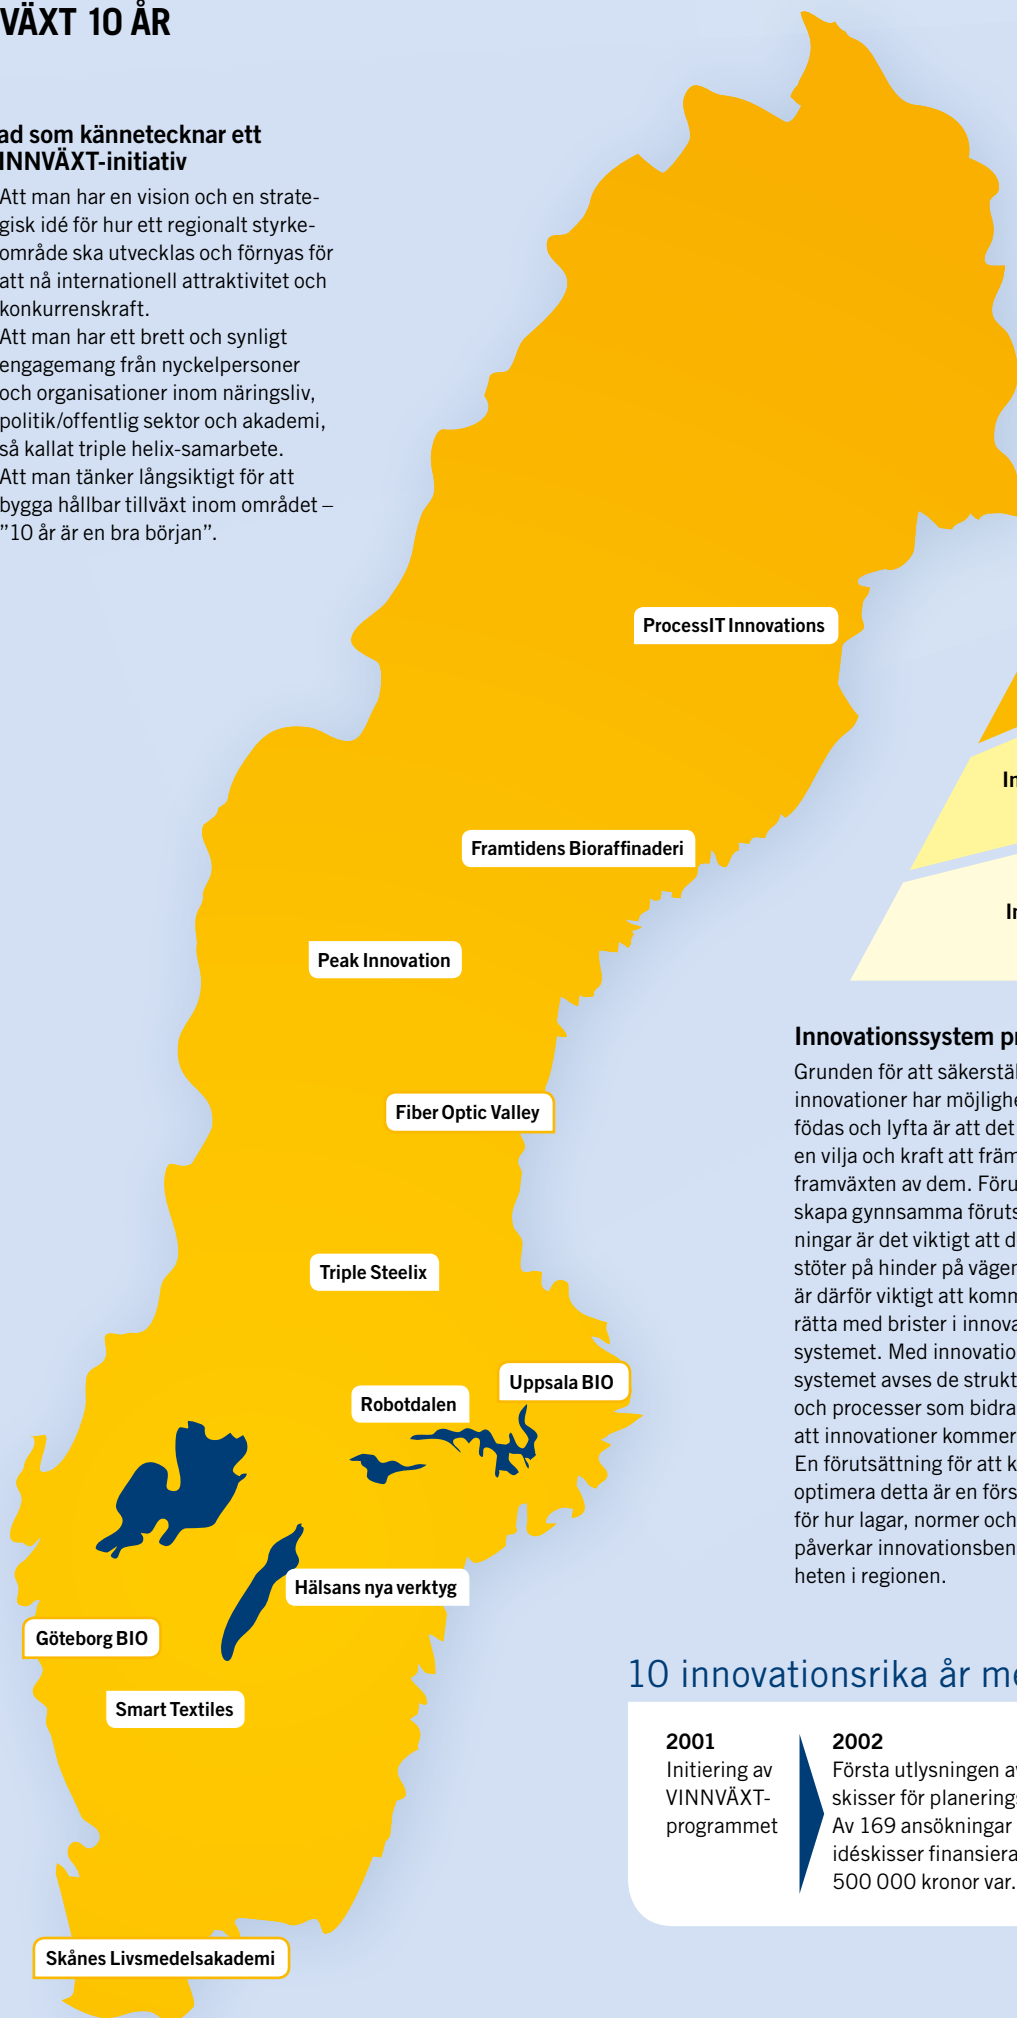 VÄXT 10 ÅR
ad som kännetecknar ett
INNVÄXT-initiativ
Att man har en vision och en strate-
gisk idé för hur ett regionalt styrke-
område ska utvecklas och förnyas för
att nå internationell attraktivitet och
konkurrenskraft.
Att man har ett brett och synligt
engagemang från nyckelpersoner
och organisationer inom näringsliv,
politik/offentlig sektor och akademi,
så kallat triple helix-samarbete.
Att man tänker långsiktigt för att
bygga hållbar tillväxt inom området –
”10 år är en bra början”.
ProcessIT Innovations
Framtidens Bioraffinaderi
Peak Innovation
Fiber Optic Valley
Triple Steelix
Uppsala BIO
Robotdalen
Hälsans nya verktyg
Göteborg BIO
Smart Textiles
Skånes Livsmedelsakademi
In
In
Innovationssystem pr
Grunden för att säkerstäl
innovationer har möjlighe
födas och lyfta är att det
en vilja och kraft att främ
framväxten av dem. Föru
skapa gynnsamma föruts
ningar är det viktigt att d
stöter på hinder på vägen
är därför viktigt att komm
rätta med brister i innova
systemet. Med innovatio
systemet avses de strukt
och processer som bidra
att innovationer kommer
En förutsättning för att k
optimera detta är en förs
för hur lagar, normer och
påverkar innovationsben
heten i regionen.
10 innovationsrika år me
2001
Initiering av
VINNVÄXT-
programmet
2002
Första utlysningen av
skisser för planerings
Av 169 ansökningar
idéskisser finansiera
500 000 kronor var.